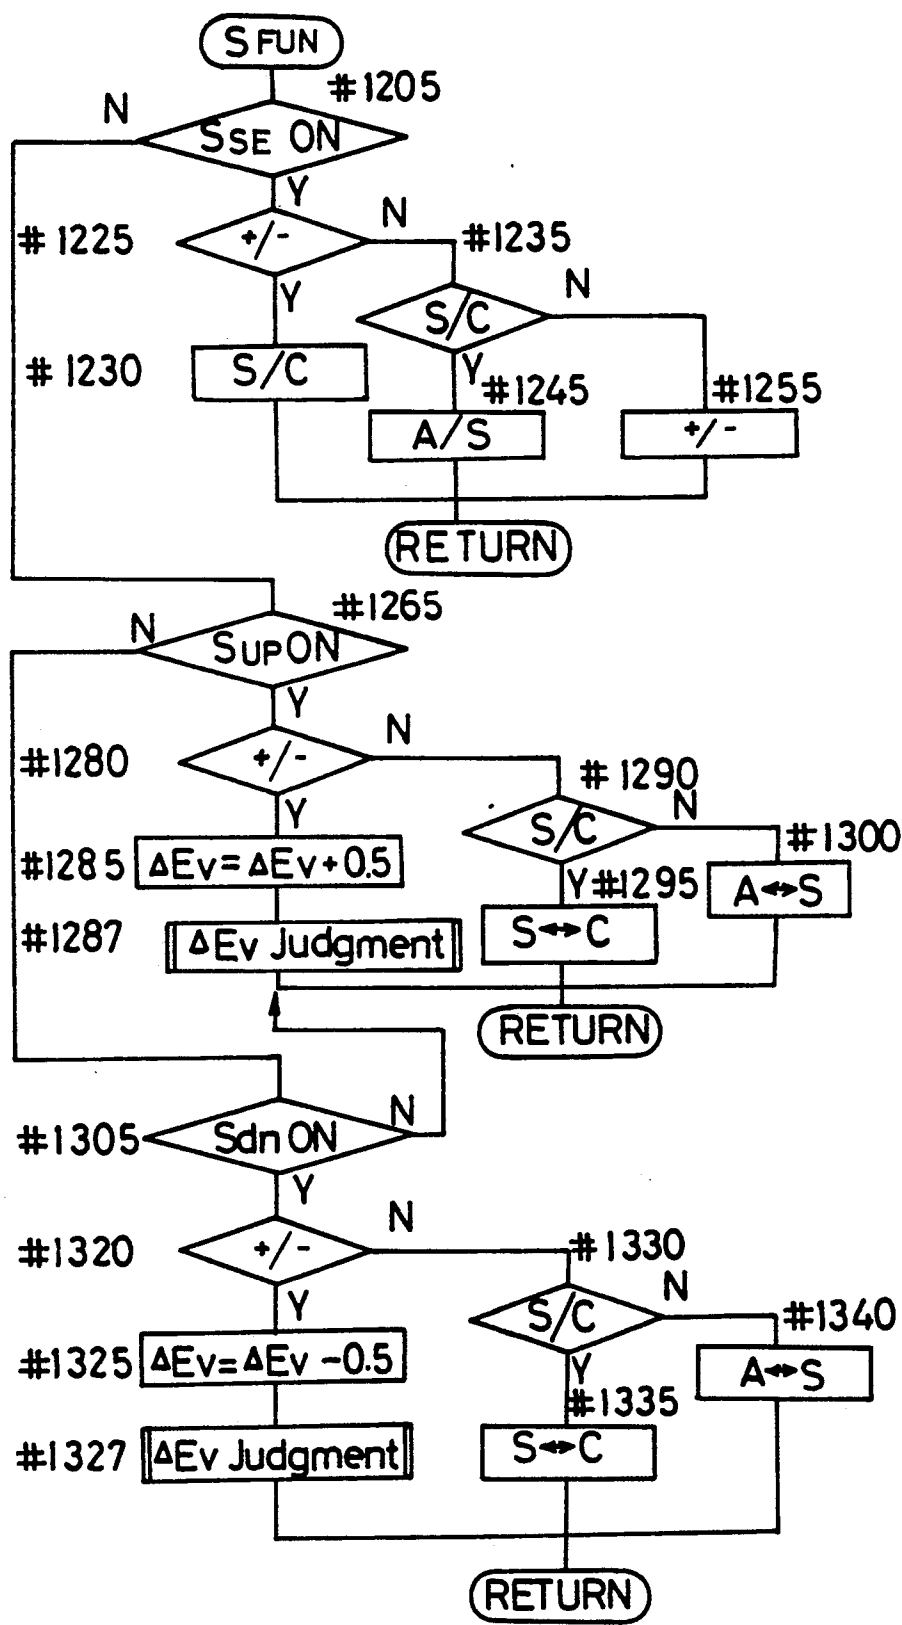 S FUN
#1205
N
SSE ON
Y
N
#1225
+/-
#1235
Y
N
S/C
#1230
S/C
Y
#1245
#1255
A/S
+/-
RETURN
#1265
N
SUP ON
Y
N
#1280
+/-
#1290
N
Y
S/C
#1300
#1285
ΔEv=ΔEv+0.5
Y
#1295
A↔S
#1287
ΔEv Judgment
S↔C
RETURN
N
#1305
Sdn ON
Y
N
#1320
+/-
#1330
N
Y
S/C
#1340
#1325
ΔEv=ΔEv-0.5
Y
A↔S
#1335
#1327
ΔEv Judgment
S↔C
RETURN